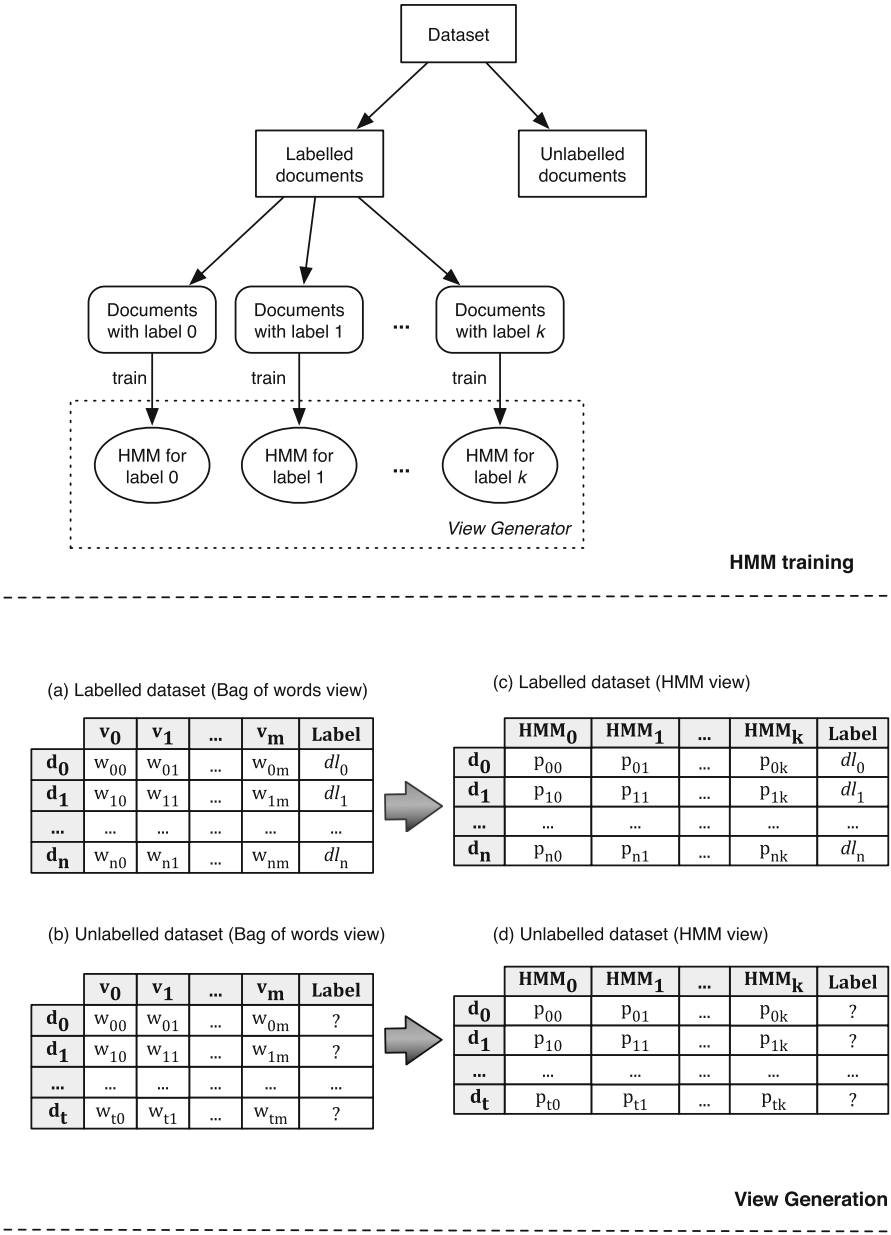 Dataset
Labelled
documents
Unlabelled
documents
Documents
with label 0
Documents
with label 1
...
Documents
with label k
train
train
train
HMM for
label 0
HMM for
label 1
...
HMM for
label k
View Generator
HMM training
(a) Labelled dataset (Bag of words view)
v0 v1 ... vm Label
d0 w00 w01 ... w0m dl0
d1 w10 w11 ... w1m dl1
... ... ... ... ... ...
dn wn0 wn1 ... wnm dln
(c) Labelled dataset (HMM view)
HMM0 HMM1 ... HMMk Label
d0 p00 p01 ... p0k dl0
d1 p10 p11 ... p1k dl1
... ... ... ... ... ...
dn pn0 pn1 ... pnk dln
(b) Unlabelled dataset (Bag of words view)
v0 v1 ... vm Label
d0 w00 w01 ... w0m ?
d1 w10 w11 ... w1m ?
... ... ... ... ... ...
dt wt0 wt1 ... wtm ?
(d) Unlabelled dataset (HMM view)
HMM0 HMM1 ... HMMk Label
d0 p00 p01 ... p0k ?
d1 p10 p11 ... p1k ?
... ... ... ... ... ...
dt pt0 pt1 ... ptk ?
View Generation